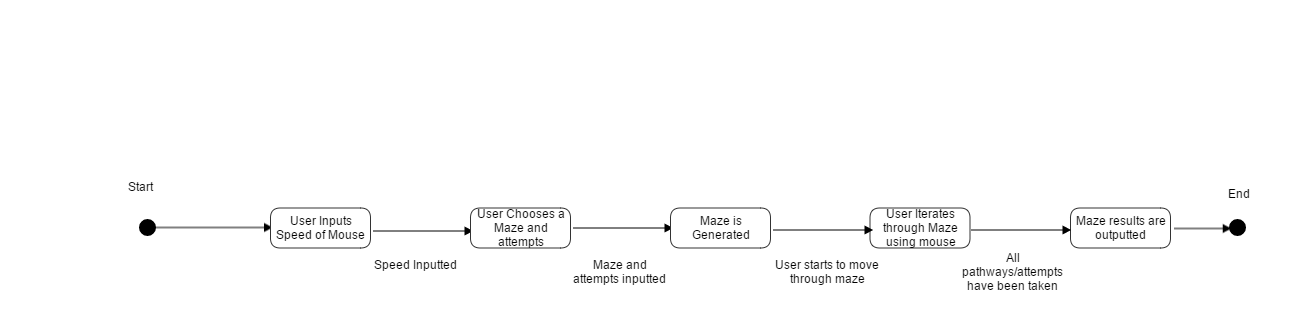 Start
End
User Inputs
Speed of Mouse
User Chooses a
Maze and
attempts
Maze is
Generated
User Iterates
through Maze
using mouse
Maze results are
outputted
Speed Inputted
Maze and
attempts inputted
User starts to move
through maze
All
pathways/attempts
have been taken